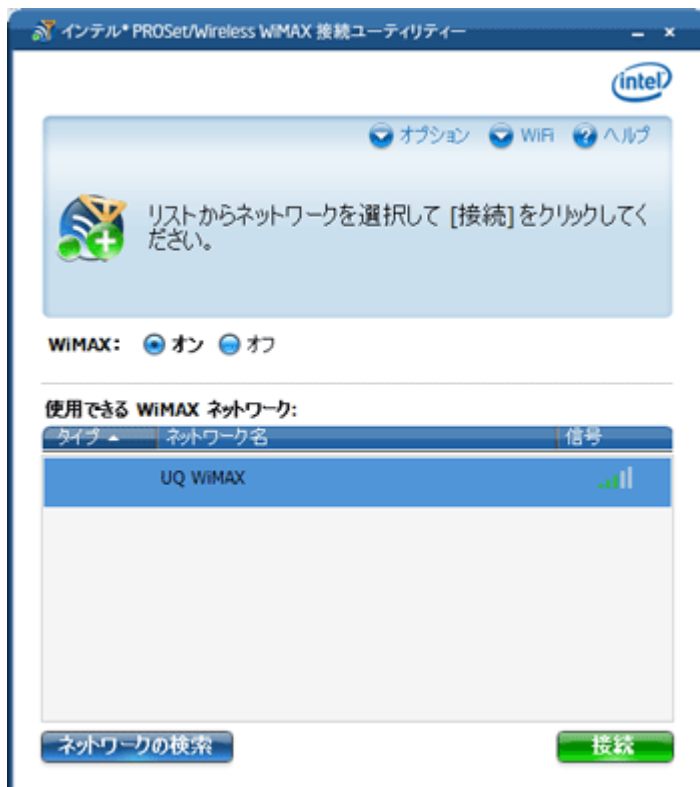 インテル® PROSet/Wireless WiMAX 接続ユーティリティー
intel
オプション WiFi ヘルプ
リストからネットワークを選択して [接続] をクリックしてく
ださい。
WiMAX: オン オフ
使用できる WiMAX ネットワーク:
タイプ ネットワーク名 信号
UQ WiMAX
ネットワークの検索 接続